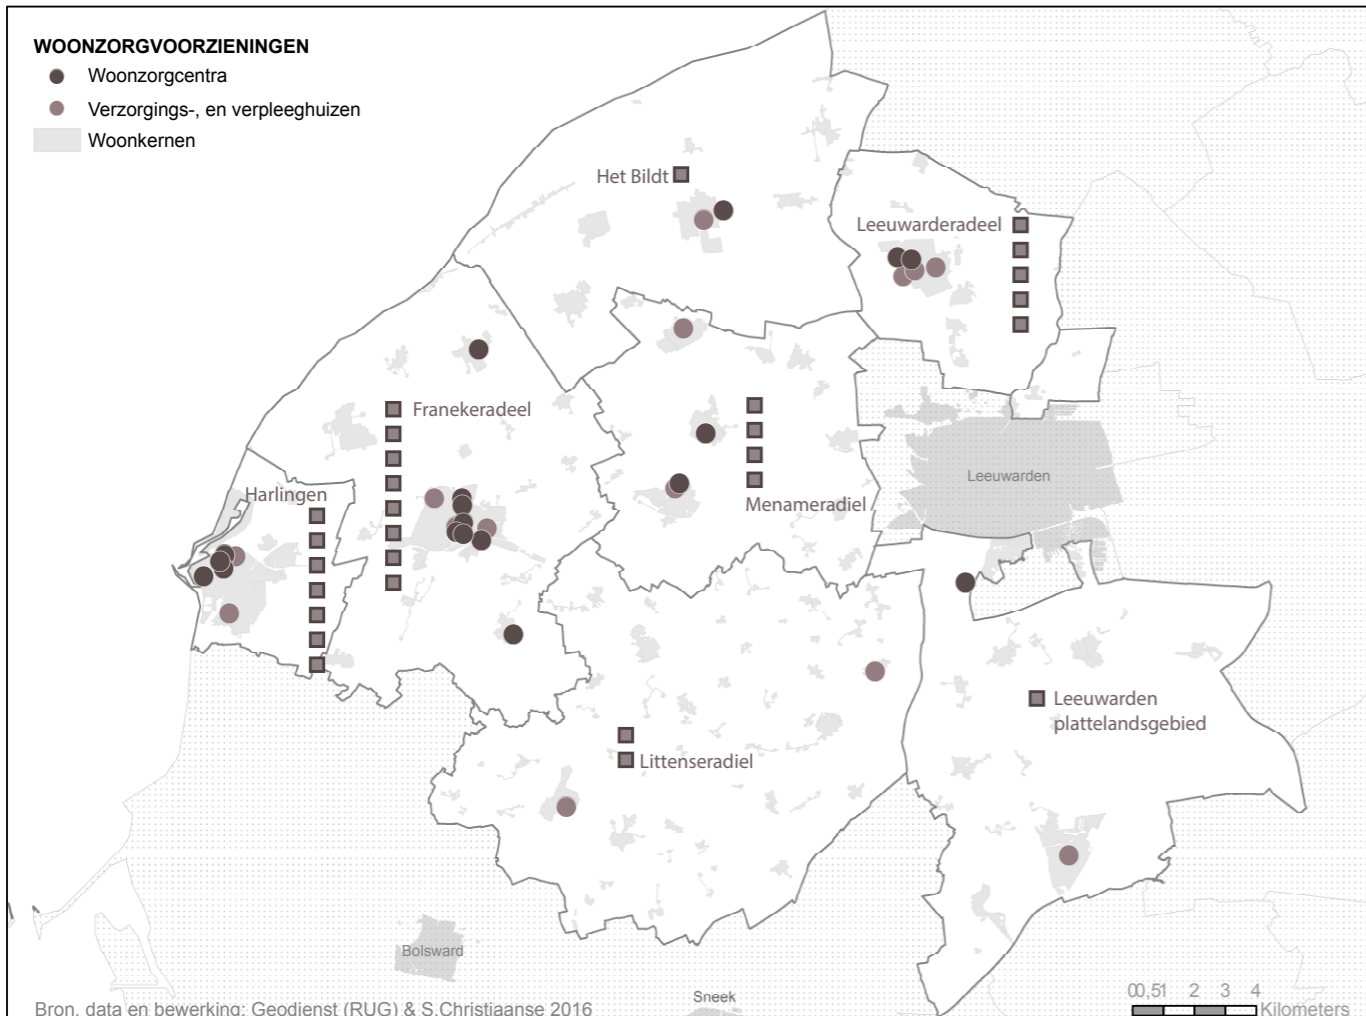 WOONZORGVOORZIENINGEN
Woonzorgcentra
Verzorgings-, en verpleeghuizen
Woonkernen
Het Bildt
Leeuwarderadeel
Franekeradeel
Leeuwarden
Harlingen
Menameradiel
Leeuwarden
plattelandsgebied
Littenseradiel
Bolsward
Sneek
00,51 2 3 4
Kilometers
Bron, data en bewerking: Geodienst (RUG) & S.Christiaanse 2016